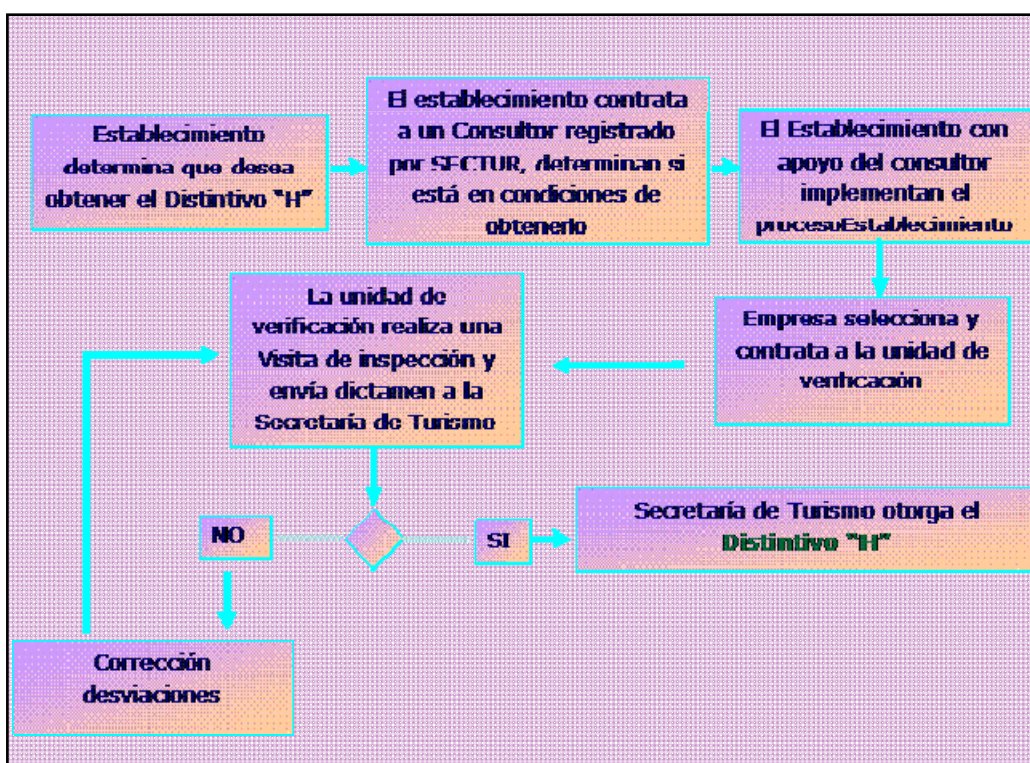 Establecimiento
determina que desea
obtener el Distintivo "H"
El establecimiento contrata
a un Consultor registrado
por SECTUR, determinan si
está en condiciones de
obtenerlo
El Establecimiento con
apoyo del consultor
implementan el
procesoEstablecimiento
Empresa selecciona y
contrata a la unidad de
verificación
La unidad de
verificación realiza una
Visita de inspección y
envía dictamen a la
Secretaría de Turismo
NO
SI
Secretaría de Turismo otorga el
Distintivo "H"
Corrección
desviaciones